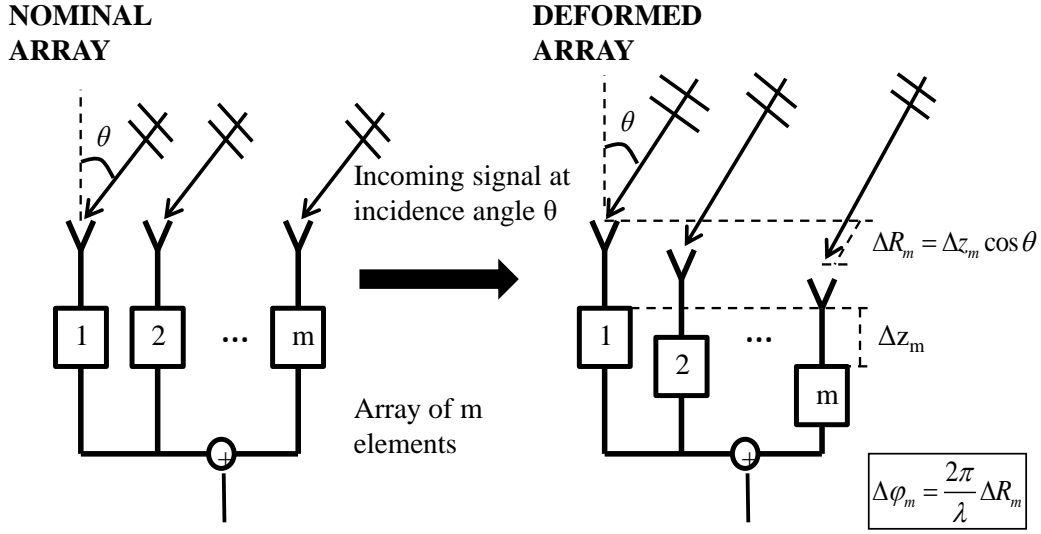 NOMINAL
ARRAY
θ
1
2
...
m
+
Incoming signal at
incidence angle θ
Array of m
elements
DEFORMED
ARRAY
θ
ΔR_m = Δz_m cos θ
1
2
...
m
Δz_m
+
Δφ_m = \frac{2π}{λ} ΔR_m